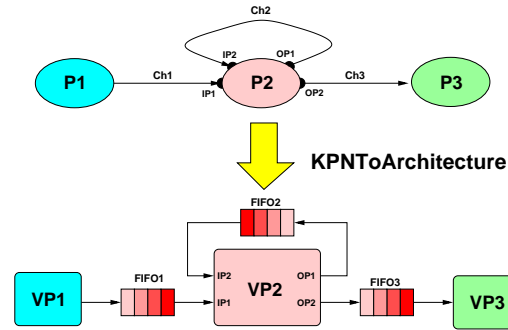 Ch2
IP2 OP1
P1 Ch1 P2 Ch3 P3
IP1 OP2
KPNToArchitecture
FIFO2
IP2 OP1
FIFO1 VP2 FIFO3
VP1 IP1 OP2 VP3